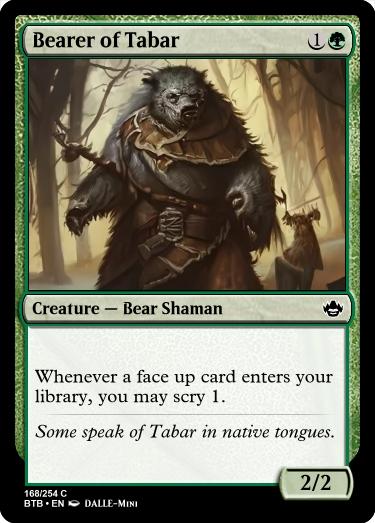 Bearer of Tabar
1
Creature — Bear Shaman
Whenever a face up card enters your
library, you may scry 1.
Some speak of Tabar in native tongues.
2/2
168/254 C
BTB • EN DALLE-Mini